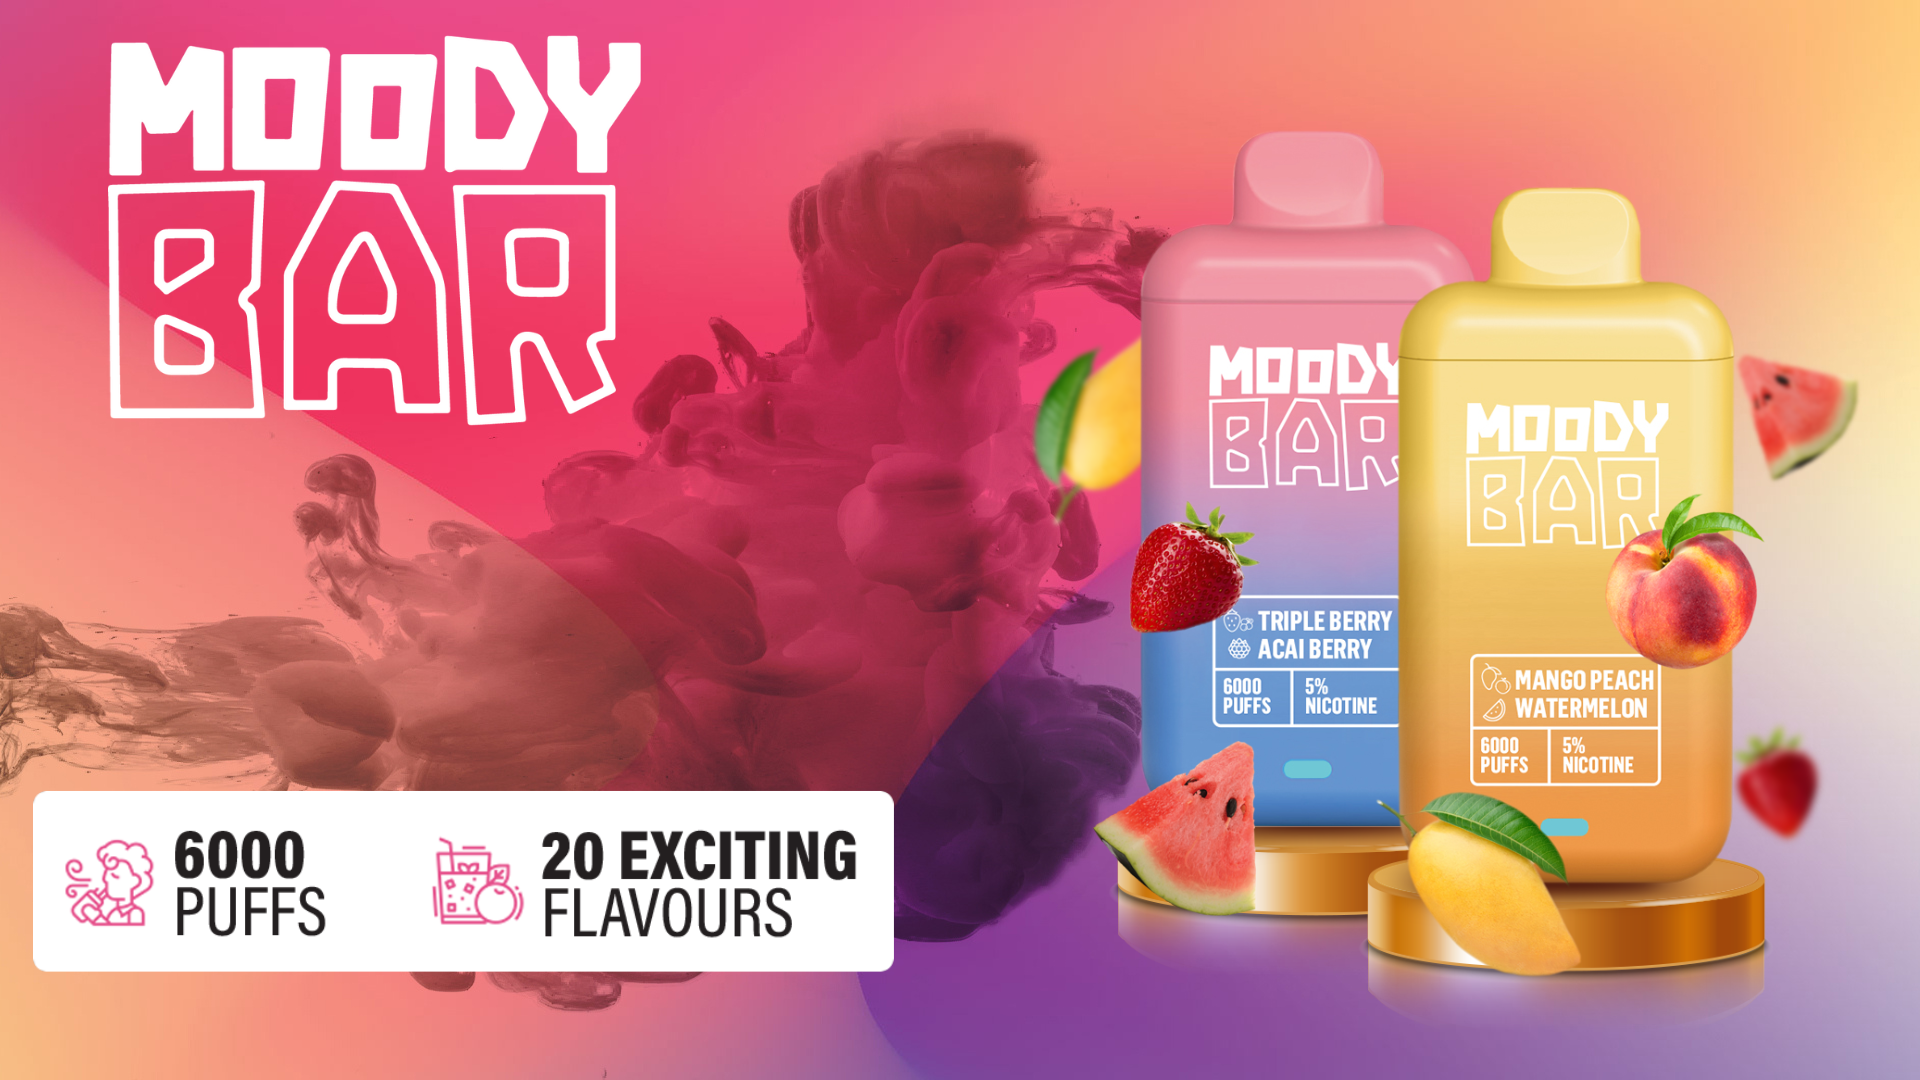 MOODY
BAR
MOODY
BAR
TRIPLE BERRY
ACAI BERRY
6000
PUFFS
5%
NICOTINE
MOODY
BAR
MANGO PEACH
WATERMELON
6000
PUFFS
5%
NICOTINE
6000
PUFFS
20 EXCITING
FLAVOURS